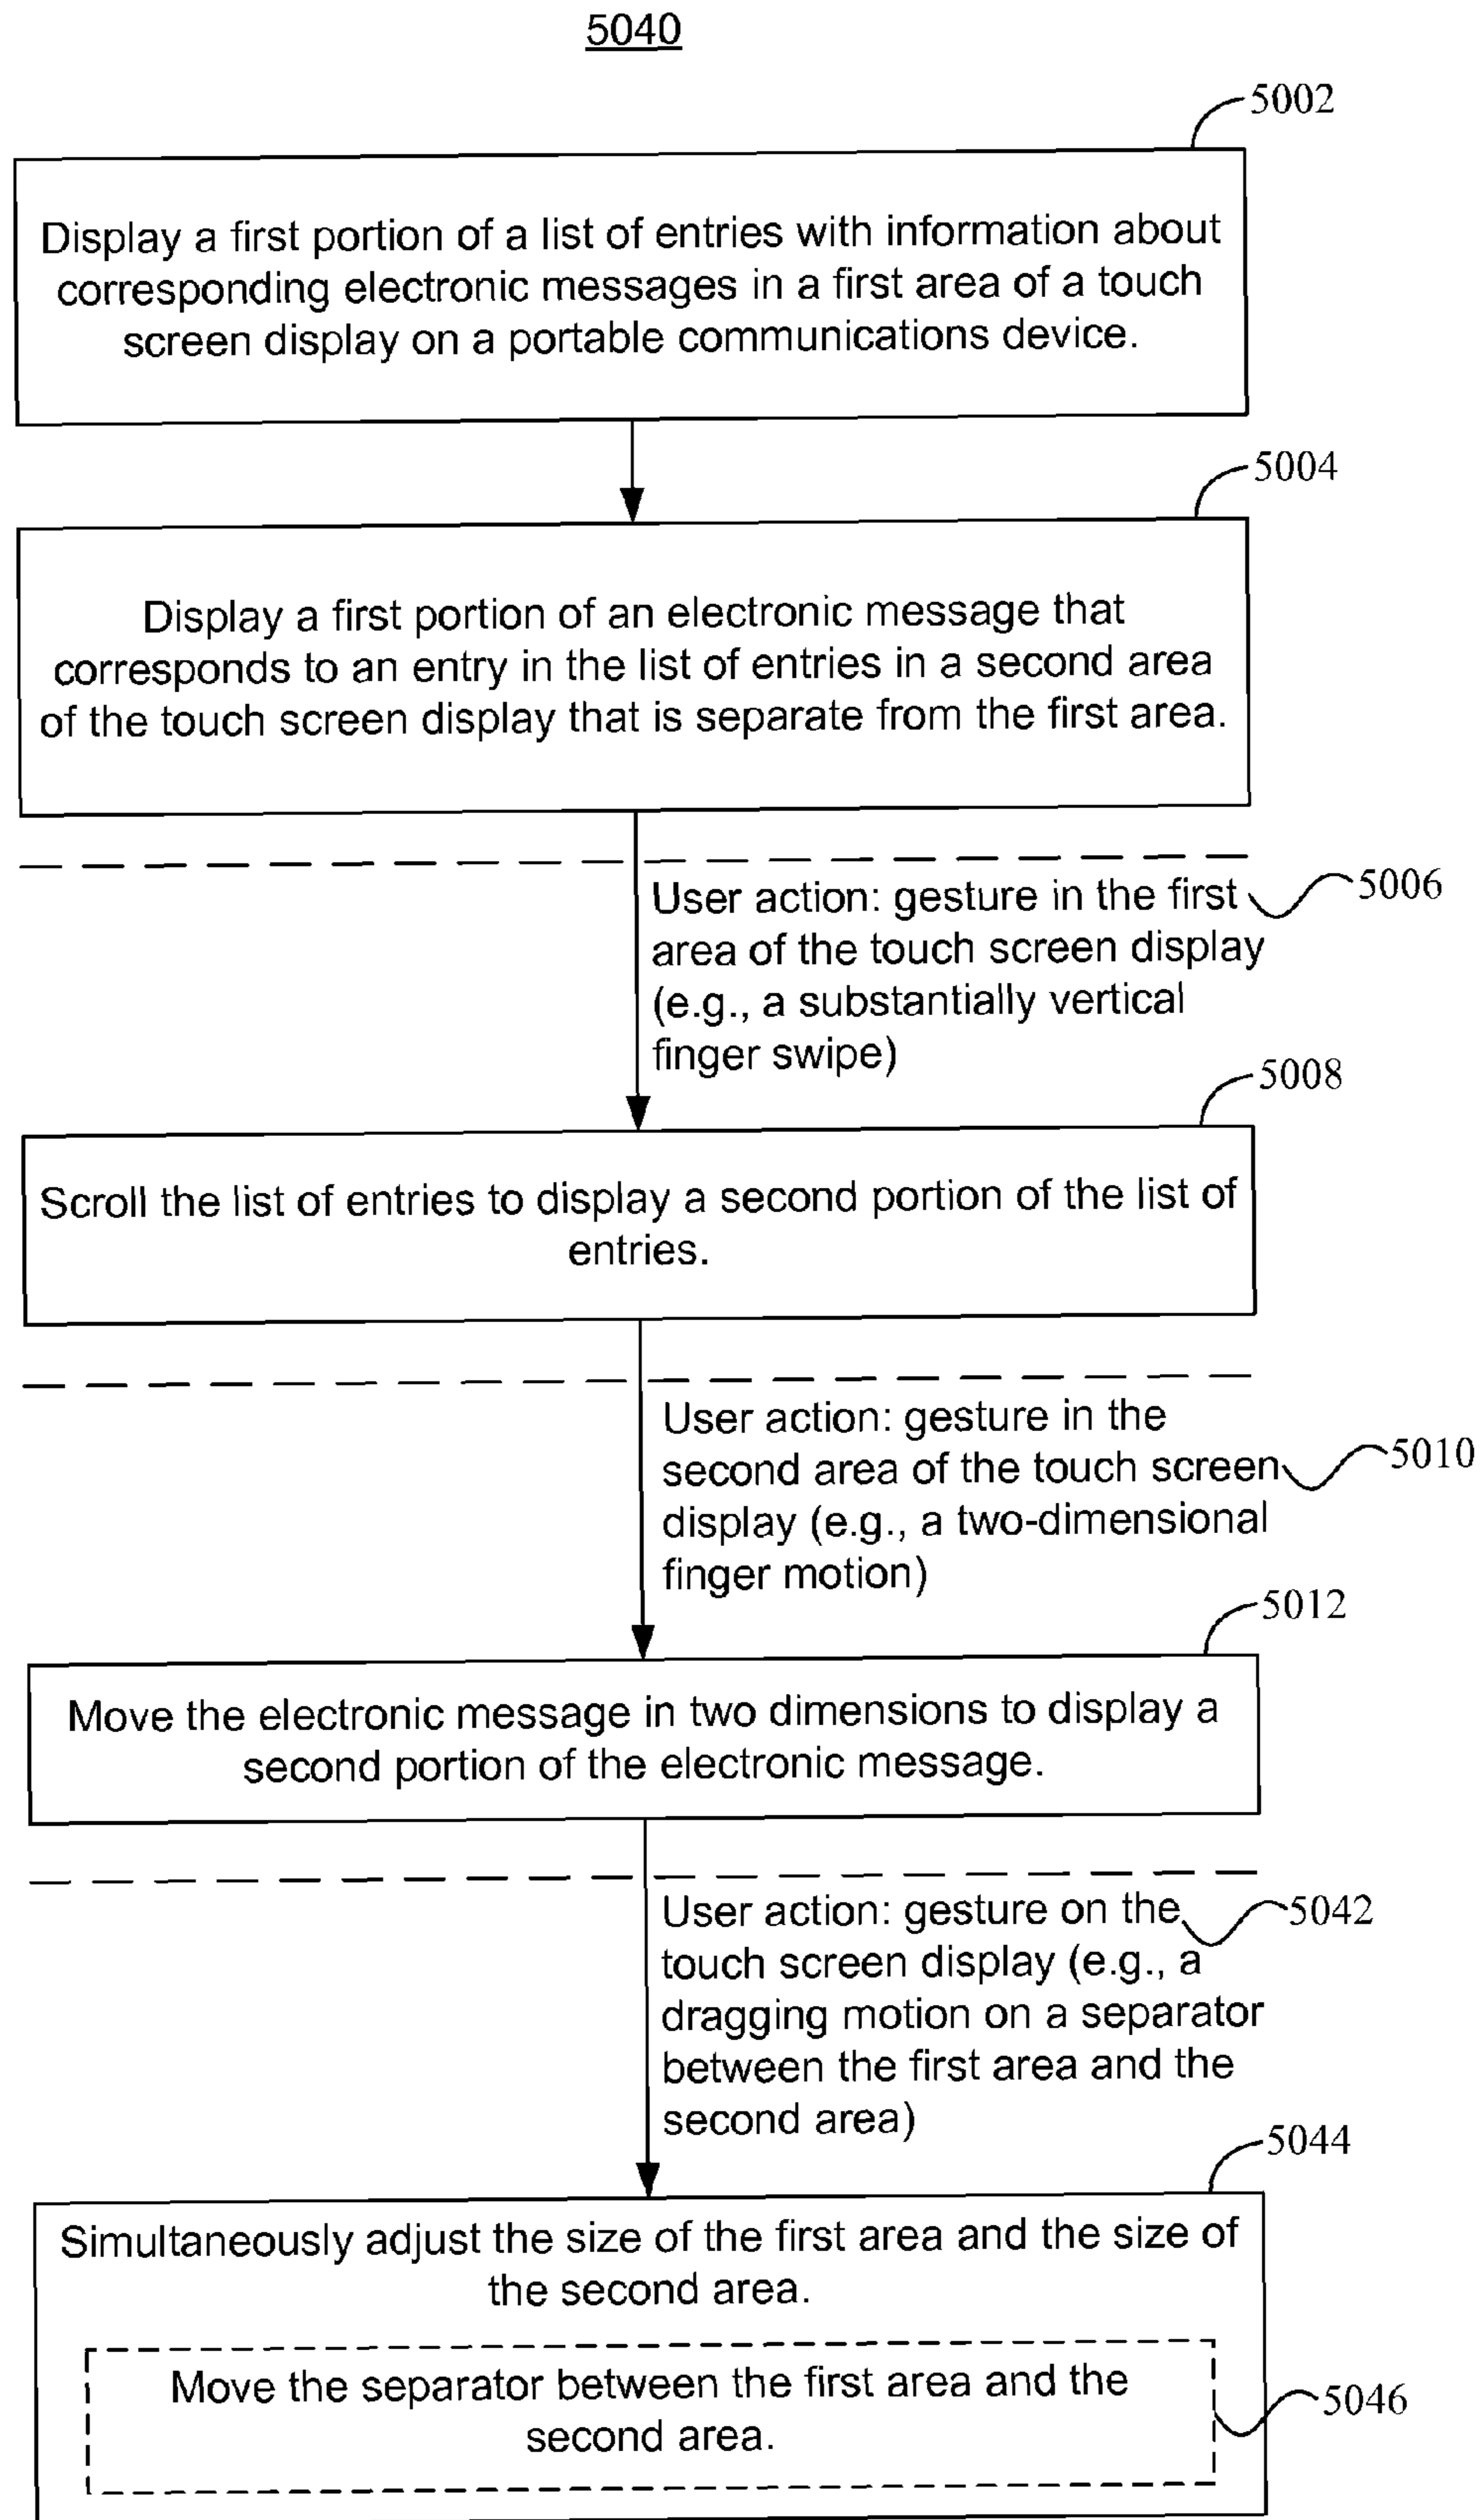 5040
5002
Display a first portion of a list of entries with information about
corresponding electronic messages in a first area of a touch
screen display on a portable communications device.
5004
Display a first portion of an electronic message that
corresponds to an entry in the list of entries in a second area
of the touch screen display that is separate from the first area.
User action: gesture in the first
5006
area of the touch screen display
(e.g., a substantially vertical
finger swipe)
5008
Scroll the list of entries to display a second portion of the list of
entries.
User action: gesture in the
second area of the touch screen
5010
display (e.g., a two-dimensional
finger motion)
5012
Move the electronic message in two dimensions to display a
second portion of the electronic message.
User action: gesture on the
5042
touch screen display (e.g., a
dragging motion on a separator
between the first area and the
second area)
5044
Simultaneously adjust the size of the first area and the size of
the second area.
Move the separator between the first area and the
5046
second area.